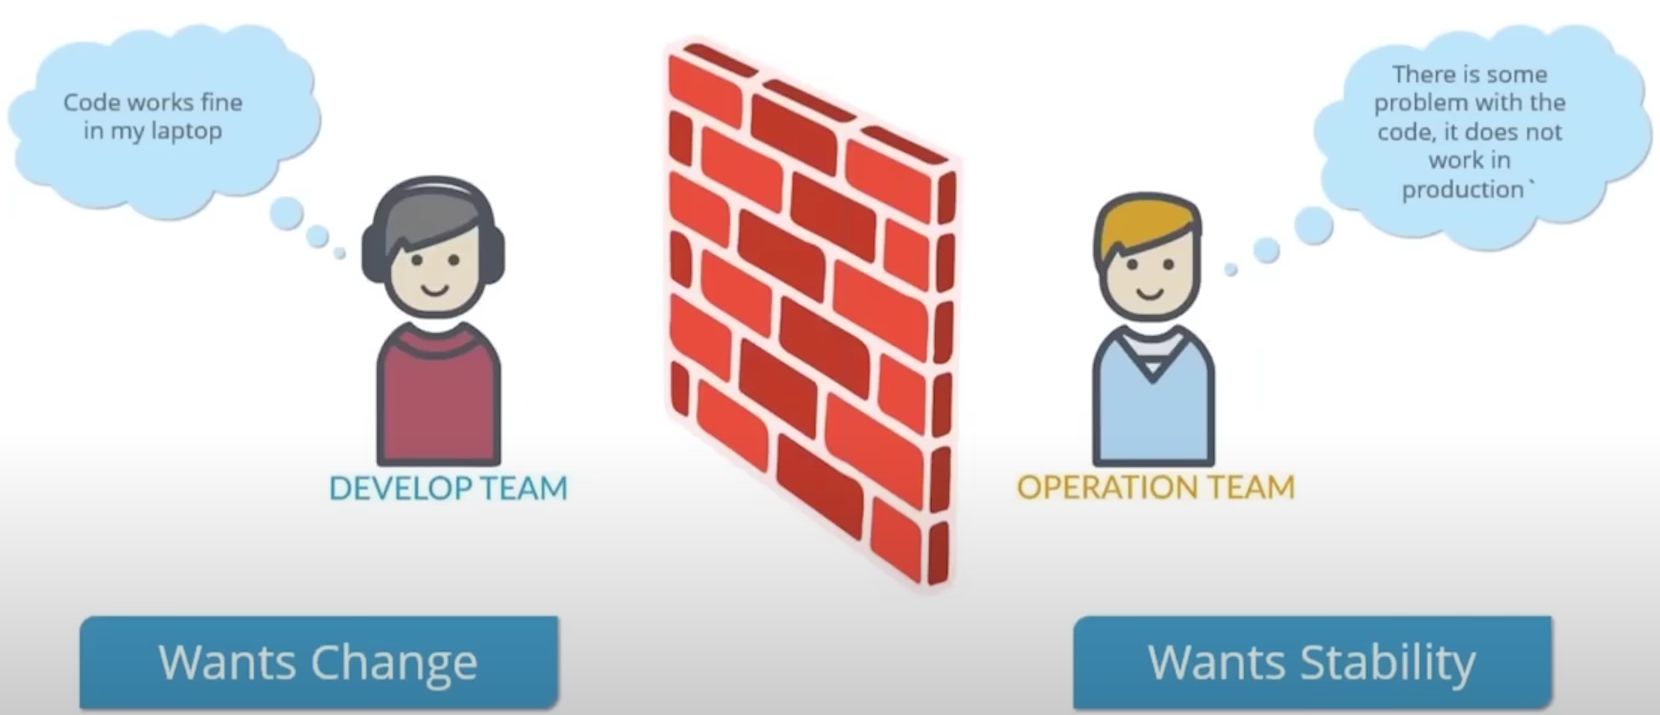 Code works fine
in my laptop
There is some
problem with the
code, it does not
work in
production`
DEVELOP TEAM
OPERATION TEAM
Wants Change
Wants Stability